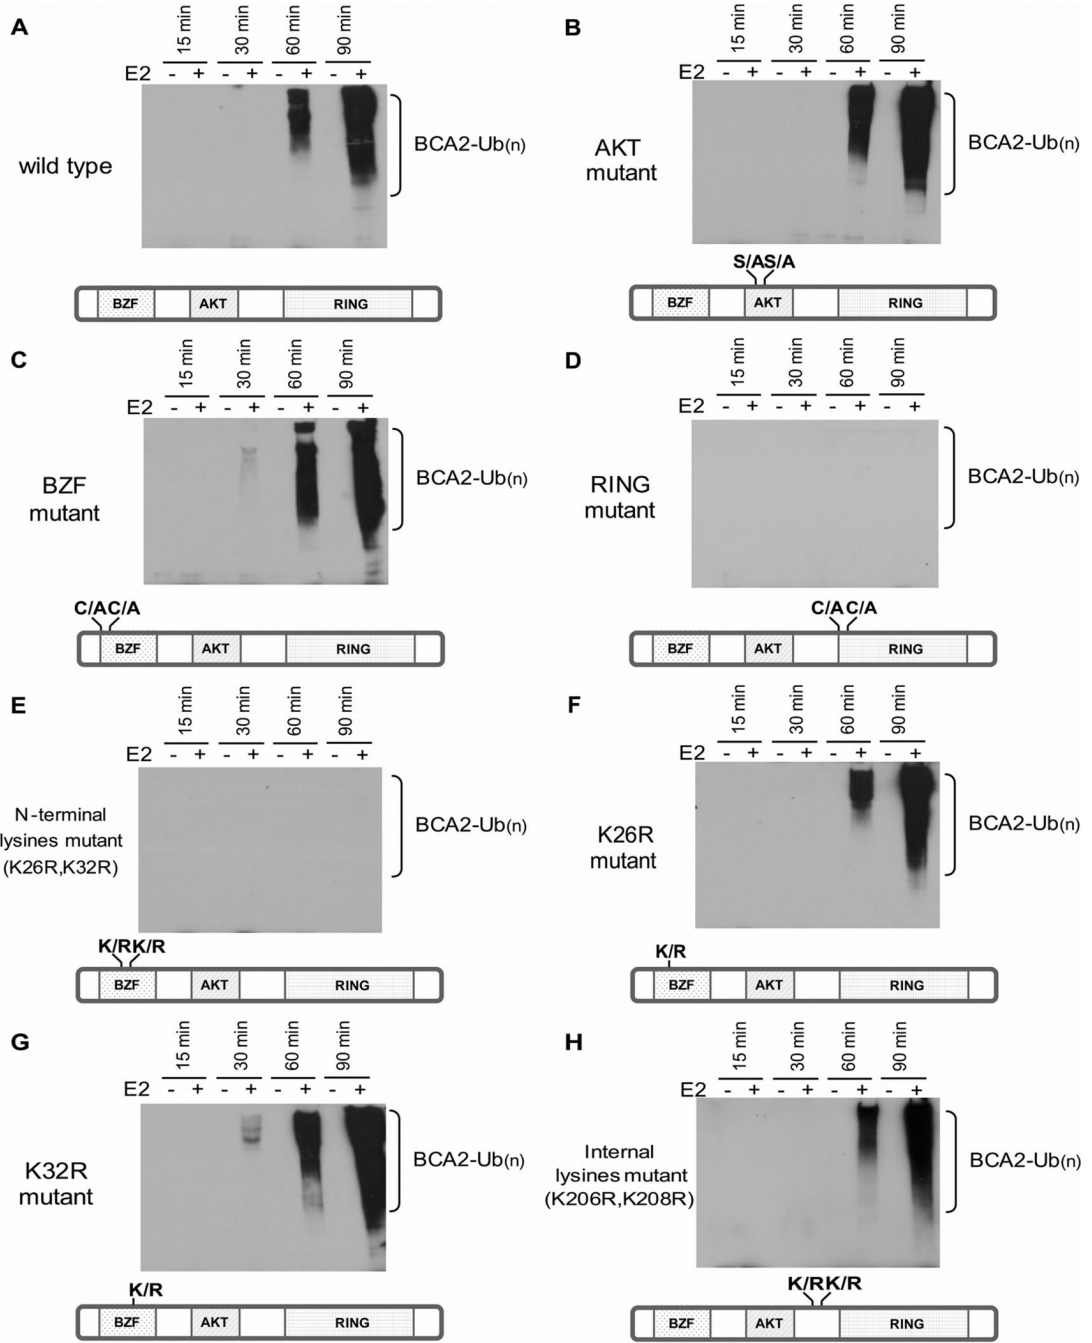 A
15 min 30 min 60 min 90 min
E2 - + - + - + - +
wild type
BCA2-Ub(n)
BZF AKT RING
B
15 min 30 min 60 min 90 min
E2 - + - + - + - +
AKT
mutant
BCA2-Ub(n)
S/AS/A
BZF AKT RING
C
15 min 30 min 60 min 90 min
E2 - + - + - + - +
BZF
mutant
BCA2-Ub(n)
C/AC/A
BZF AKT RING
D
15 min 30 min 60 min 90 min
E2 - + - + - + - +
RING
mutant
BCA2-Ub(n)
C/A C/A
BZF AKT RING
E
15 min 30 min 60 min 90 min
E2 - + - + - + - +
N-terminal
lysines mutant
(K26R,K32R)
BCA2-Ub(n)
K/RK/R
BZF AKT RING
F
15 min 30 min 60 min 90 min
E2 - + - + - + - +
K26R
mutant
BCA2-Ub(n)
K/R
BZF AKT RING
G
15 min 30 min 60 min 90 min
E2 - + - + - + - +
K32R
mutant
BCA2-Ub(n)
K/R
BZF AKT RING
H
15 min 30 min 60 min 90 min
E2 - + - + - + - +
Internal
lysines mutant
(K206R,K208R)
BCA2-Ub(n)
K/RK/R
BZF AKT RING